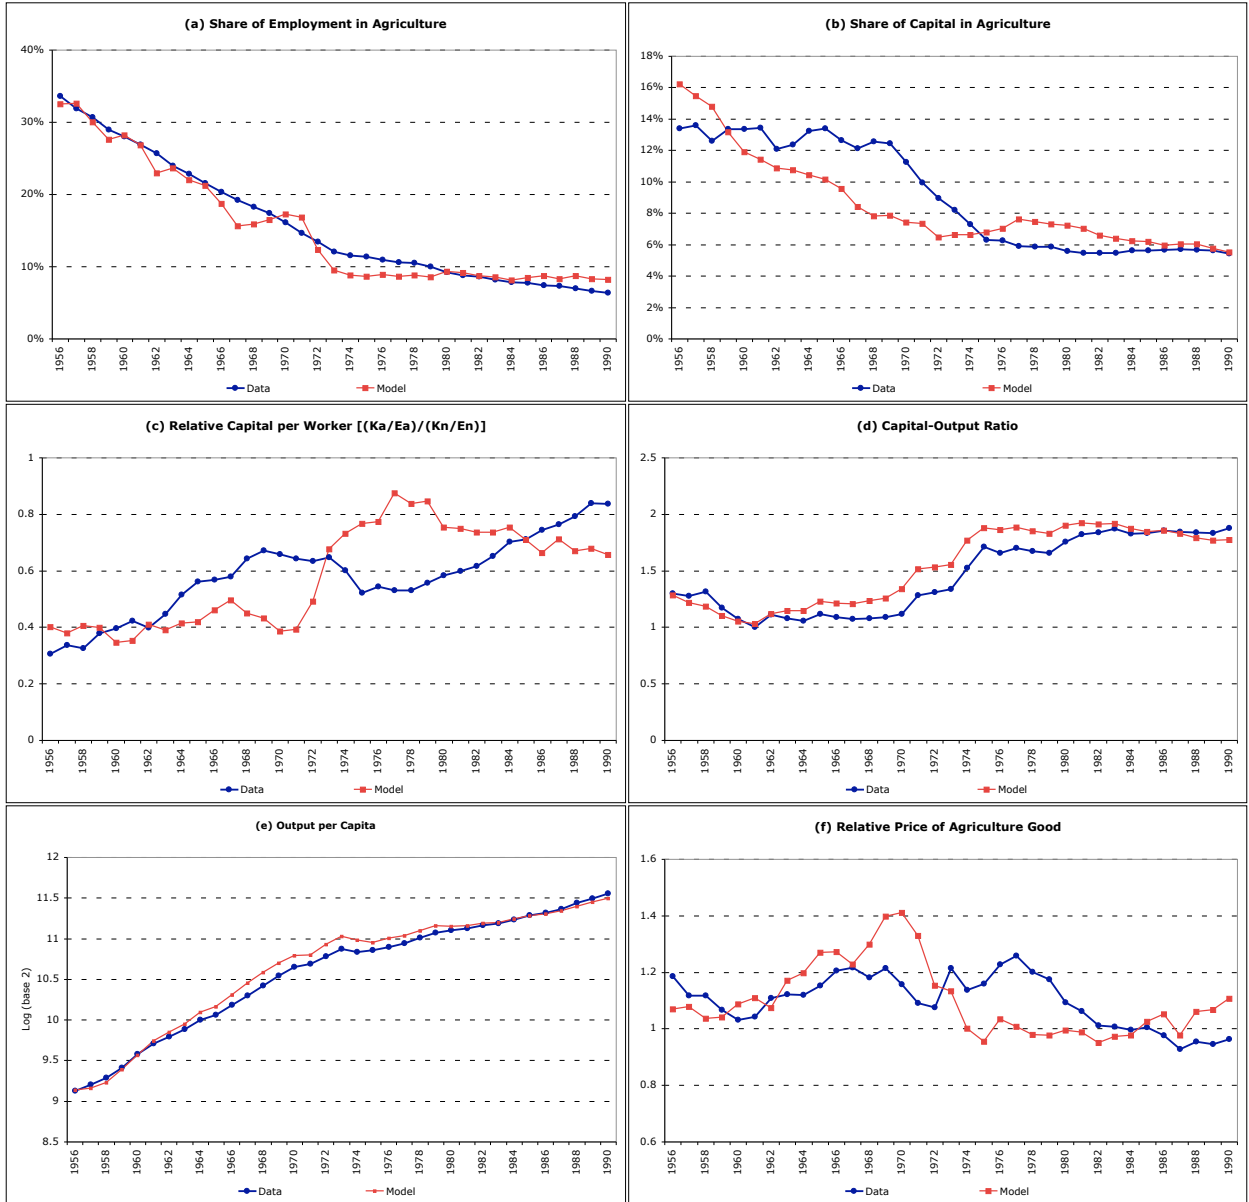 (a) Share of Employment in Agriculture
40%
30%
20%
10%
0%
1956 1958 1960 1962 1964 1966 1968 1970 1972 1974 1976 1978 1980 1982 1984 1986 1988 1990
Data Model
(b) Share of Capital in Agriculture
18%
16%
14%
12%
10%
8%
6%
4%
2%
0%
1956 1958 1960 1962 1964 1966 1968 1970 1972 1974 1976 1978 1980 1982 1984 1986 1988 1990
Data Model
(c) Relative Capital per Worker [(Ka/Ea)/(Kn/En)]
1
0.8
0.6
0.4
0.2
0
1956 1958 1960 1962 1964 1966 1968 1970 1972 1974 1976 1978 1980 1982 1984 1986 1988 1990
Data Model
(d) Capital-Output Ratio
2.5
2
1.5
1
0.5
0
1956 1958 1960 1962 1964 1966 1968 1970 1972 1974 1976 1978 1980 1982 1984 1986 1988 1990
Data Model
(e) Output per Capita
Log (base 2)
12
11.5
11
10.5
10
9.5
9
8.5
1956 1958 1960 1962 1964 1966 1968 1970 1972 1974 1976 1978 1980 1982 1984 1986 1988 1990
Data Model
(f) Relative Price of Agriculture Good
1.6
1.4
1.2
1
0.8
0.6
1956 1958 1960 1962 1964 1966 1968 1970 1972 1974 1976 1978 1980 1982 1984 1986 1988 1990
Data Model